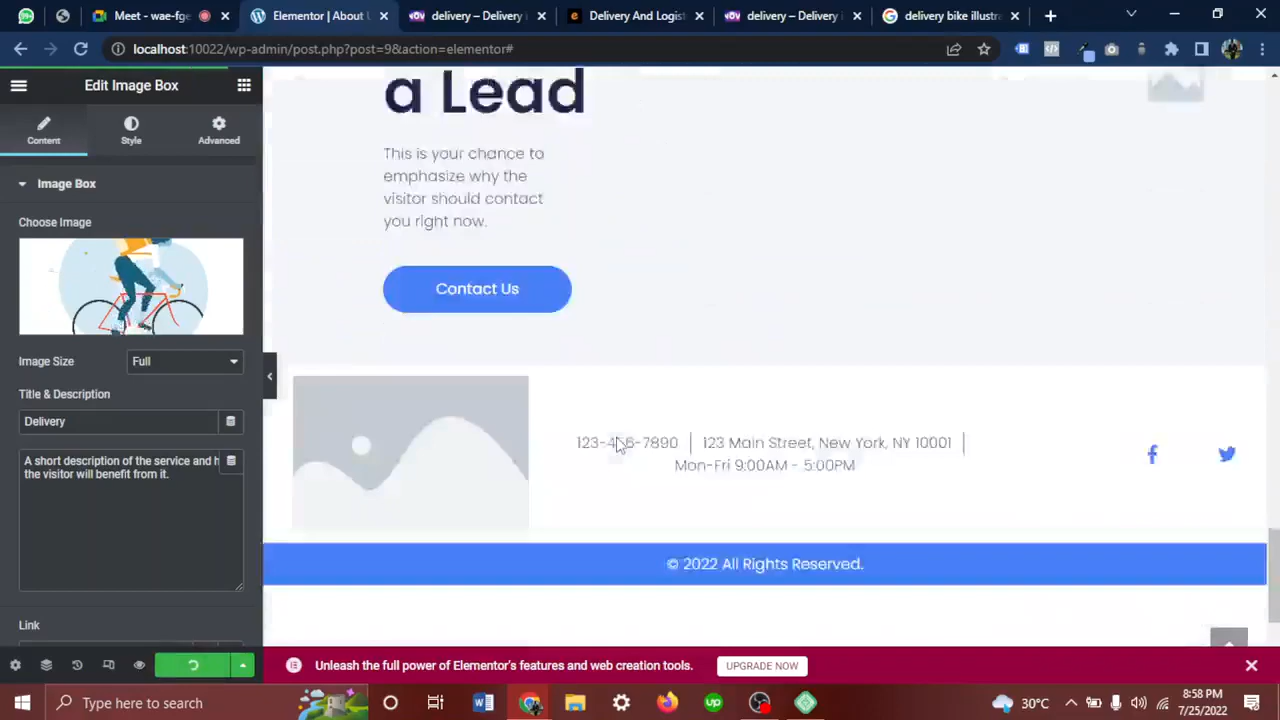 Meet - wae-fge
Elementor | About U
delivery – Delivery i
Delivery And Logist
delivery – Delivery i
delivery bike illustra
localhost:10022/wp-admin/post.php?post=9&action=elementor#
Edit Image Box
Content
Style
Advanced
Image Box
Choose Image
Image Size
Full
Title & Description
Delivery
A short description of the service and h
the visitor will benefit from it.
Link
a Lead
This is your chance to
emphasize why the
visitor should contact
you right now.
Contact Us
123-456-7890 | 123 Main Street, New York, NY 10001 |
Mon-Fri 9:00AM - 5:00PM
© 2022 All Rights Reserved.
Unleash the full power of Elementor's features and web creation tools.
UPGRADE NOW
Type here to search
30°C
8:58 PM
7/25/2022